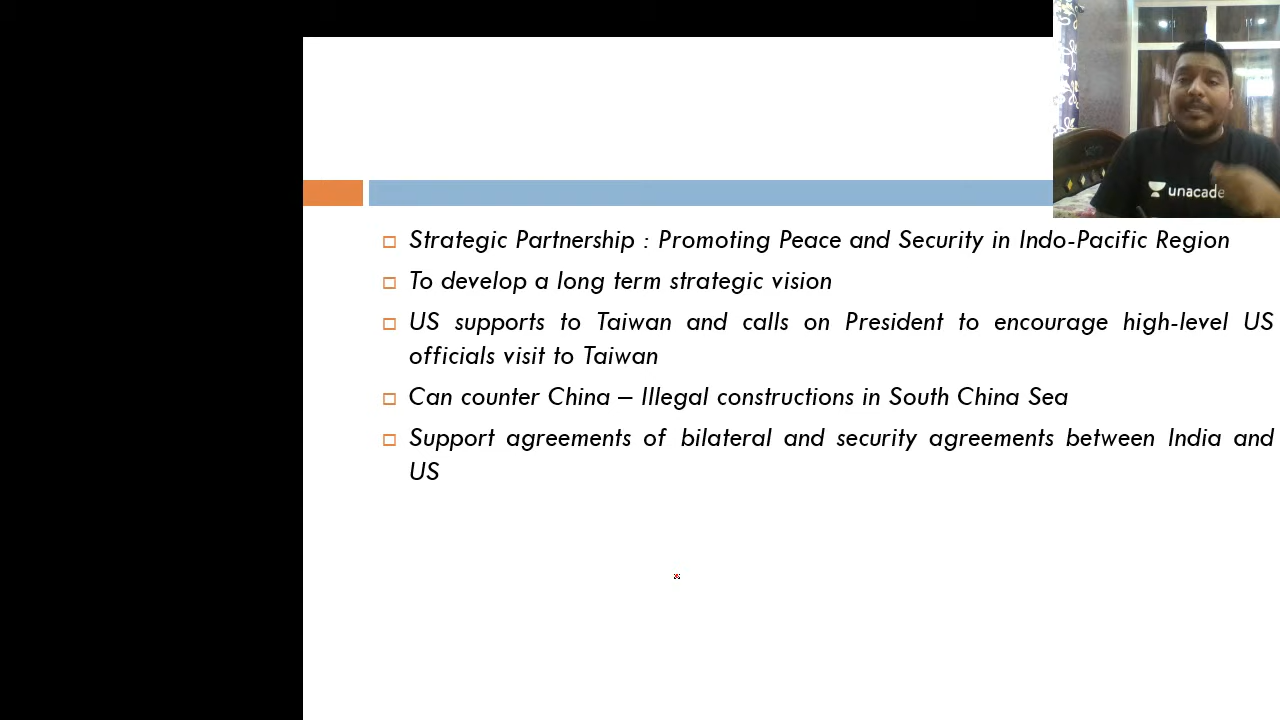 unacade
Strategic Partnership : Promoting Peace and Security in Indo-Pacific Region
To develop a long term strategic vision
US supports to Taiwan and calls on President to encourage high-level US
officials visit to Taiwan
Can counter China – Illegal constructions in South China Sea
Support agreements of bilateral and security agreements between India and
US